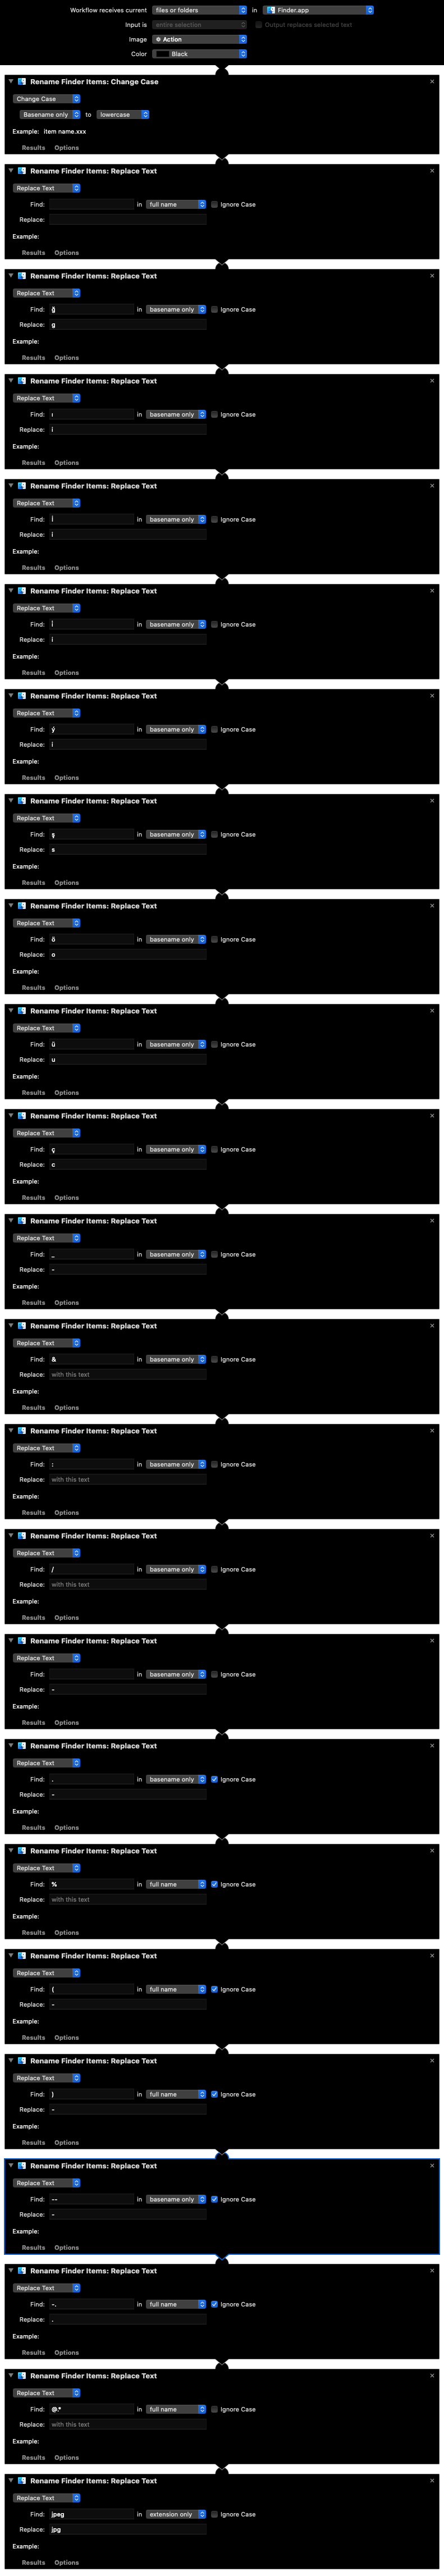 Workflow receives current files or folders in Finder.app
Input is entire selection Output replaces selected text
Image Action
Color Black
Rename Finder Items: Change Case
Change Case
Basename only to lowercase
Example: item name.xxx
Results Options
Rename Finder Items: Replace Text
Replace Text
Find: in full name Ignore Case
Replace:
Example:
Results Options
Rename Finder Items: Replace Text
Replace Text
Find: ğ in basename only Ignore Case
Replace: g
Example:
Results Options
Rename Finder Items: Replace Text
Replace Text
Find: ı in basename only Ignore Case
Replace: i
Example:
Results Options
Rename Finder Items: Replace Text
Replace Text
Find: İ in basename only Ignore Case
Replace: i
Example:
Results Options
Rename Finder Items: Replace Text
Replace Text
Find: in basename only Ignore Case
Replace: i
Example:
Results Options
Rename Finder Items: Replace Text
Replace Text
Find: ý in basename only Ignore Case
Replace: i
Example:
Results Options
Rename Finder Items: Replace Text
Replace Text
Find: ş in basename only Ignore Case
Replace: s
Example:
Results Options
Rename Finder Items: Replace Text
Replace Text
Find: ö in basename only Ignore Case
Replace: o
Example:
Results Options
Rename Finder Items: Replace Text
Replace Text
Find: ü in basename only Ignore Case
Replace: u
Example:
Results Options
Rename Finder Items: Replace Text
Replace Text
Find: ç in basename only Ignore Case
Replace: c
Example:
Results Options
Rename Finder Items: Replace Text
Replace Text
Find: _ in basename only Ignore Case
Replace: -
Example:
Results Options
Rename Finder Items: Replace Text
Replace Text
Find: & in basename only Ignore Case
Replace: with this text
Example:
Results Options
Rename Finder Items: Replace Text
Replace Text
Find: : in basename only Ignore Case
Replace: with this text
Example:
Results Options
Rename Finder Items: Replace Text
Replace Text
Find: / in basename only Ignore Case
Replace: with this text
Example:
Results Options
Rename Finder Items: Replace Text
Replace Text
Find: in basename only Ignore Case
Replace: -
Example:
Results Options
Rename Finder Items: Replace Text
Replace Text
Find: . in basename only Ignore Case
Replace: -
Example:
Results Options
Rename Finder Items: Replace Text
Replace Text
Find: % in full name Ignore Case
Replace: with this text
Example:
Results Options
Rename Finder Items: Replace Text
Replace Text
Find: ( in full name Ignore Case
Replace: -
Example:
Results Options
Rename Finder Items: Replace Text
Replace Text
Find: ) in full name Ignore Case
Replace: -
Example:
Results Options
Rename Finder Items: Replace Text
Replace Text
Find: -- in basename only Ignore Case
Replace: -
Example:
Results Options
Rename Finder Items: Replace Text
Replace Text
Find: -. in full name Ignore Case
Replace: .
Example:
Results Options
Rename Finder Items: Replace Text
Replace Text
Find: @.* in full name Ignore Case
Replace: with this text
Example:
Results Options
Rename Finder Items: Replace Text
Replace Text
Find: jpeg in extension only Ignore Case
Replace: jpg
Example:
Results Options